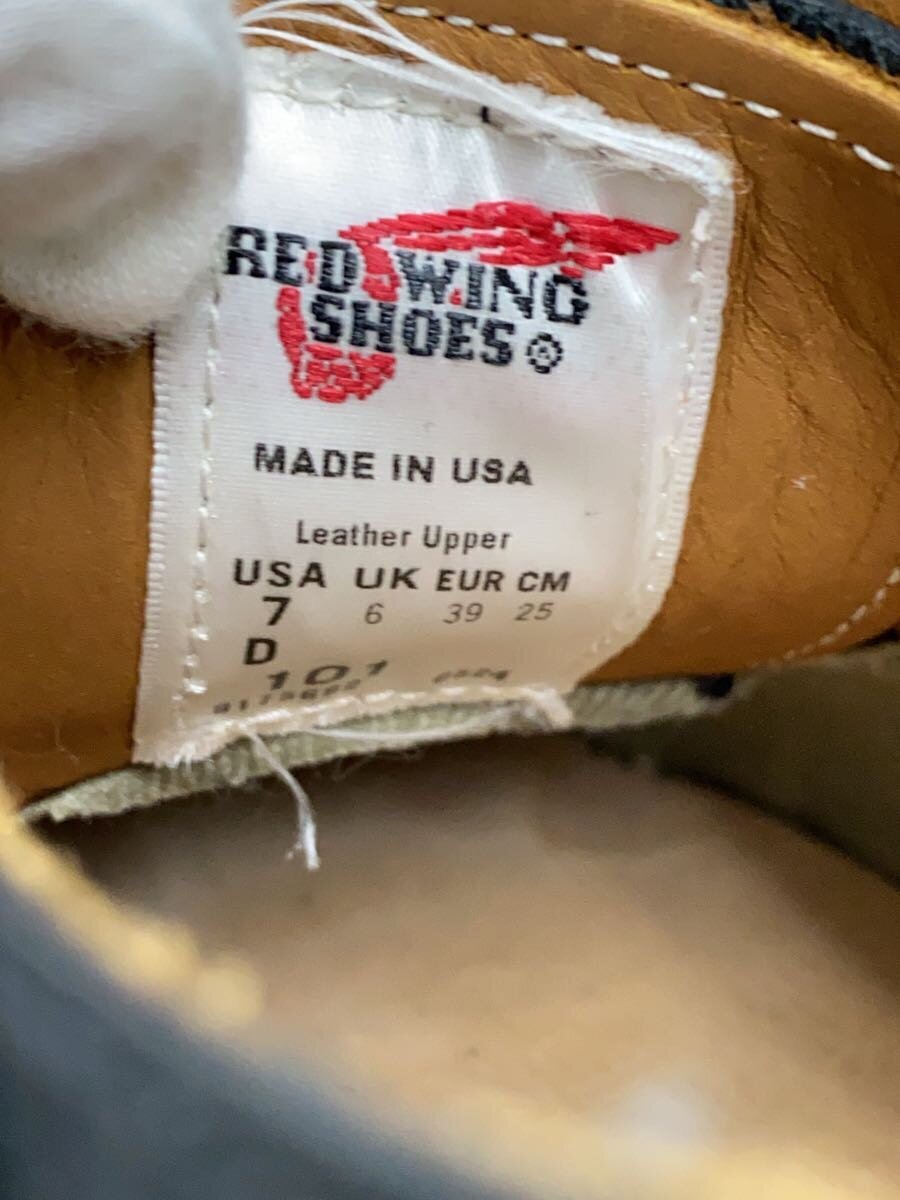 RED WING
SHOES
MADE IN USA
Leather Upper
USA UK EUR CM
7 6 39 25
D
101